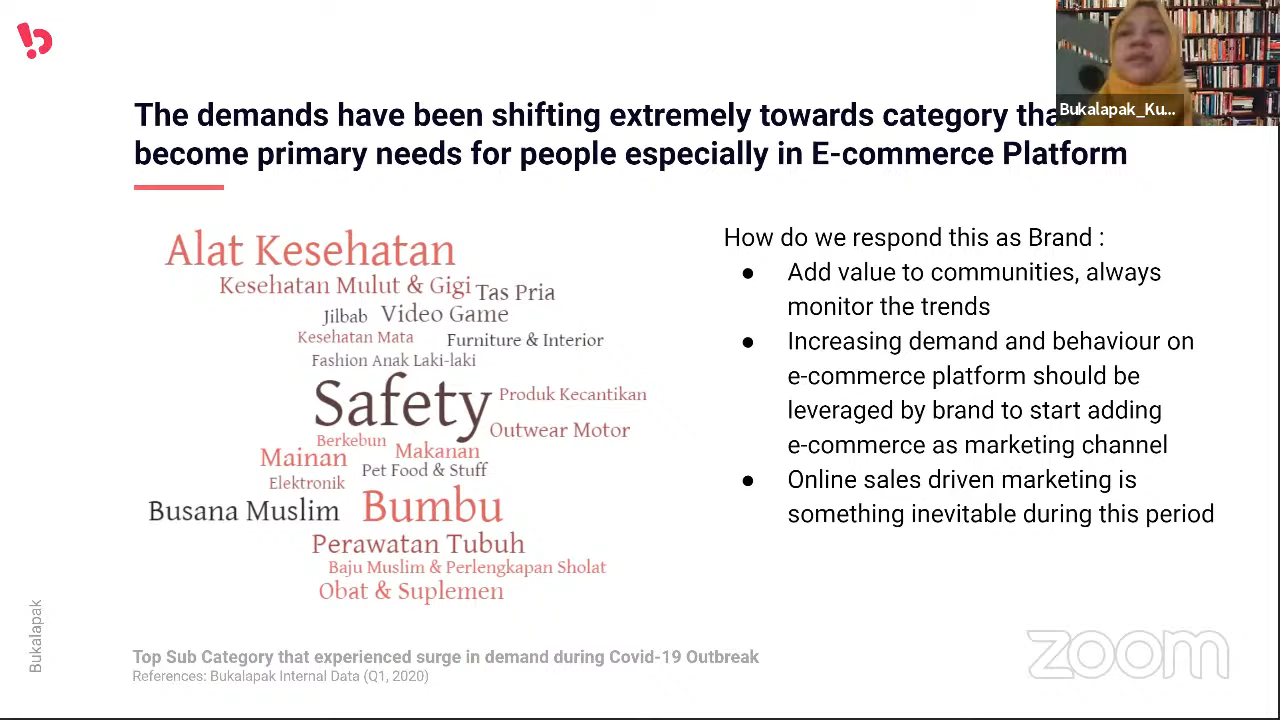 Bukalapak_Ku...
The demands have been shifting extremely towards category
become primary needs for people especially in E-commerce Platform
Alat Kesehatan
Kesehatan Mulut & Gigi
Tas Pria
Jilbab
Video Game
Kesehatan Mata
Furniture & Interior
Fashion Anak Laki-laki
Safety
Produk Kecantikan
Outwear Motor
Berkebun
Makanan
Mainan
Pet Food & Stuff
Elektronik
Busana Muslim
Bumbu
Perawatan Tubuh
Baju Muslim & Perlengkapan Sholat
Obat & Suplemen
How do we respond this as Brand :
● Add value to communities, always
monitor the trends
● Increasing demand and behaviour on
e-commerce platform should be
leveraged by brand to start adding
e-commerce as marketing channel
● Online sales driven marketing is
something inevitable during this period
Bukalapak
Top Sub Category that experienced surge in demand during Covid-19 Outbreak
References: Bukalapak Internal Data (Q1, 2020)
zoom